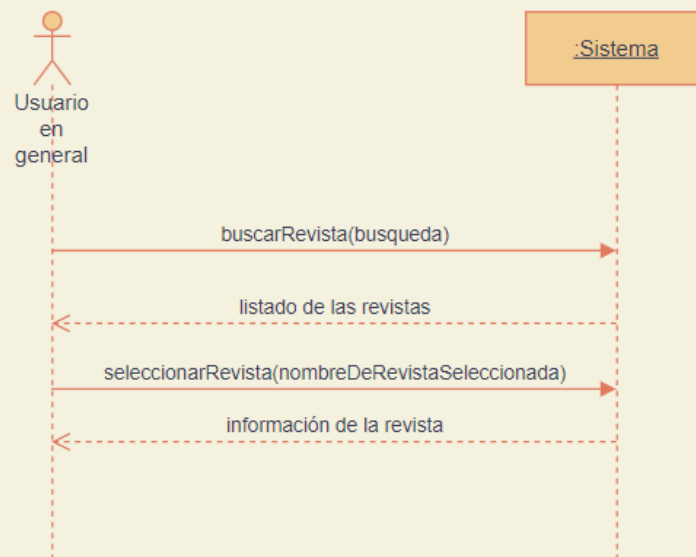 :Sistema
Usuario
en
general
buscarRevista(busqueda)
listado de las revistas
seleccionarRevista(nombreDeRevistaSeleccionada)
información de la revista